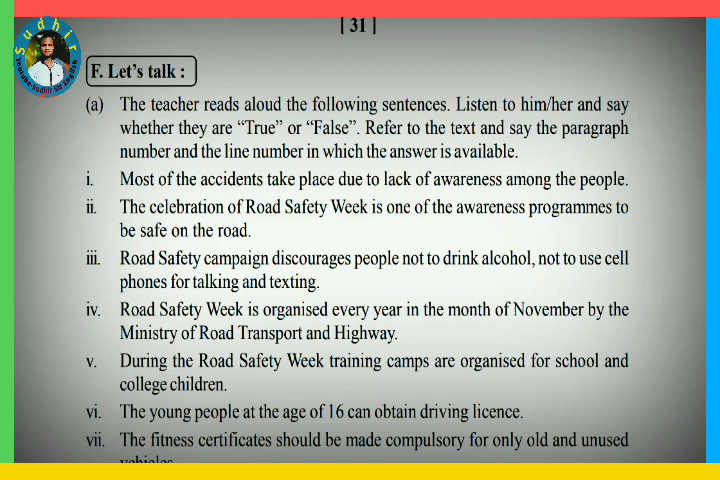 [ 31 ]
Sudhir
Youtube-Sudhir Sir English
F. Let's talk :
(a) The teacher reads aloud the following sentences. Listen to him/her and say
whether they are “True” or “False”. Refer to the text and say the paragraph
number and the line number in which the answer is available.
i. Most of the accidents take place due to lack of awareness among the people.
ii. The celebration of Road Safety Week is one of the awareness programmes to
be safe on the road.
iii. Road Safety campaign discourages people not to drink alcohol, not to use cell
phones for talking and texting.
iv. Road Safety Week is organised every year in the month of November by the
Ministry of Road Transport and Highway.
v. During the Road Safety Week training camps are organised for school and
college children.
vi. The young people at the age of 16 can obtain driving licence.
vii. The fitness certificates should be made compulsory for only old and unused
vehicles.